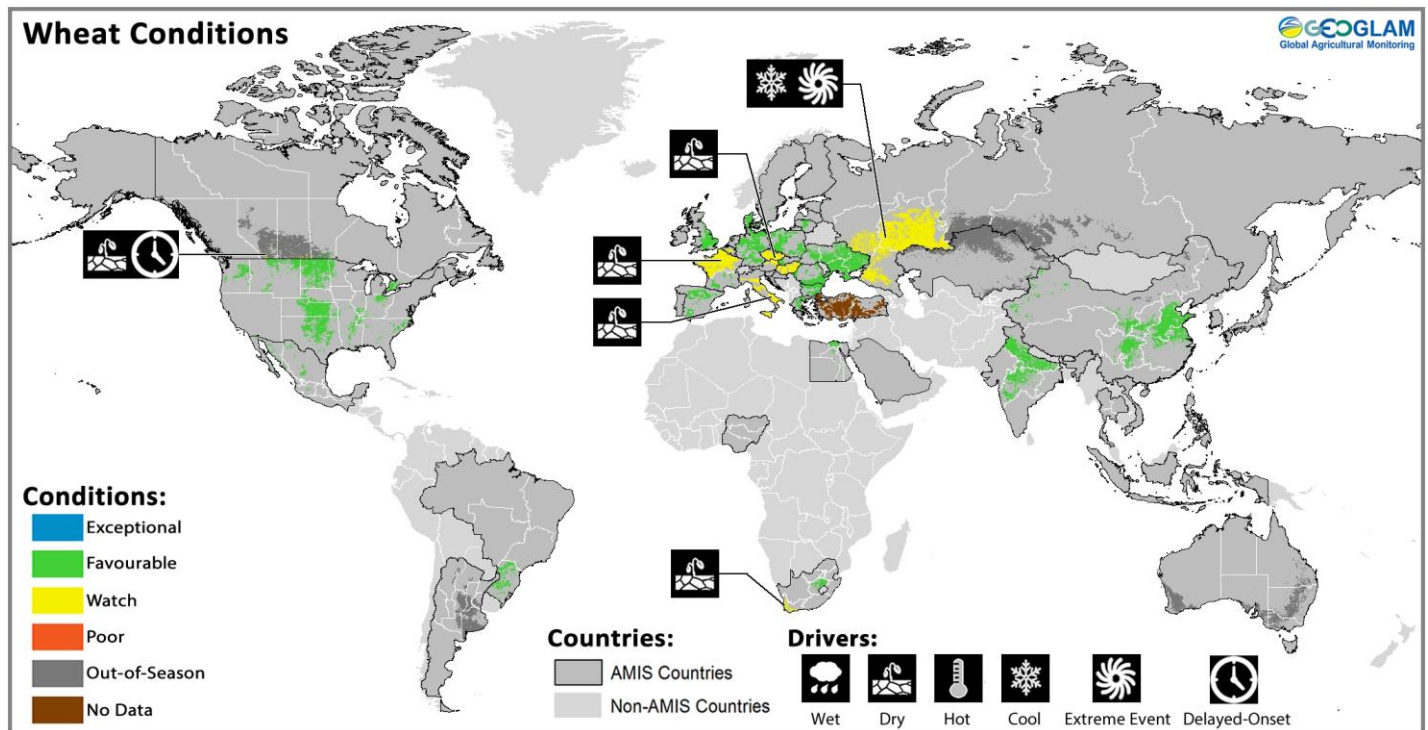 Wheat Conditions
GEOGLAM
Global Agricultural Monitoring
Conditions:
Exceptional
Favourable
Watch
Poor
Out-of-Season
No Data
Countries:
AMIS Countries
Non-AMIS Countries
Drivers:
Wet
Dry
Hot
Cool
Extreme Event
Delayed-Onset